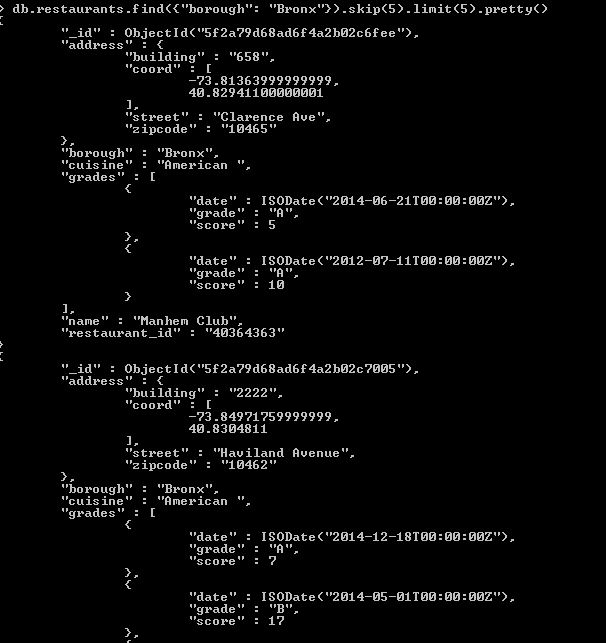 > db.restaurants.find({"borough": "Bronx"}).skip(5).limit(5).pretty()
{
        "_id" : ObjectId("5f2a79d68ad6f4a2b02c6fee"),
        "address" : {
                "building" : "658",
                "coord" : [
                        -73.81363999999999,
                        40.82941100000001
                ],
                "street" : "Clarence Ave",
                "zipcode" : "10465"
        },
        "borough" : "Bronx",
        "cuisine" : "American ",
        "grades" : [
                {
                        "date" : ISODate("2014-06-21T00:00:00Z"),
                        "grade" : "A",
                        "score" : 5
                },
                {
                        "date" : ISODate("2012-07-11T00:00:00Z"),
                        "grade" : "A",
                        "score" : 10
                }
        ],
        "name" : "Manhem Club",
        "restaurant_id" : "40364363"
}
{
        "_id" : ObjectId("5f2a79d68ad6f4a2b02c7005"),
        "address" : {
                "building" : "2222",
                "coord" : [
                        -73.84971759999999,
                        40.8304811
                ],
                "street" : "Haviland Avenue",
                "zipcode" : "10462"
        },
        "borough" : "Bronx",
        "cuisine" : "American ",
        "grades" : [
                {
                        "date" : ISODate("2014-12-18T00:00:00Z"),
                        "grade" : "A",
                        "score" : 7
                },
                {
                        "date" : ISODate("2014-05-01T00:00:00Z"),
                        "grade" : "B",
                        "score" : 17
                },